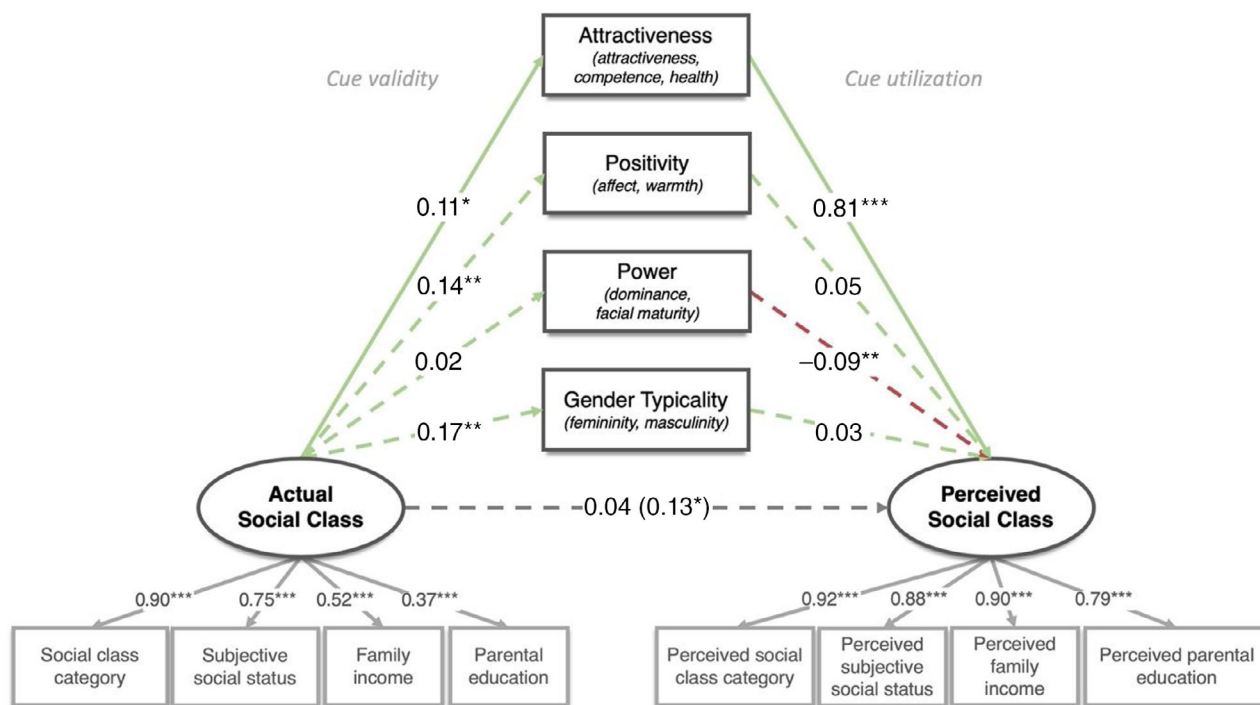 Attractiveness
(attractiveness,
competence, health)
Cue validity
Cue utilization
Positivity
(affect, warmth)
0.11*
0.81***
Power
(dominance,
facial maturity)
0.14**
0.05
0.02
−0.09**
Gender Typicality
(femininity, masculinity)
0.17**
0.03
Actual
Social Class
0.04 (0.13*)
Perceived
Social Class
0.90***
0.75***
0.52***
0.37***
0.92***
0.88***
0.90***
0.79***
Social class
category
Subjective
social status
Family
income
Parental
education
Perceived social
class category
Perceived
subjective
social status
Perceived
family
income
Perceived parental
education